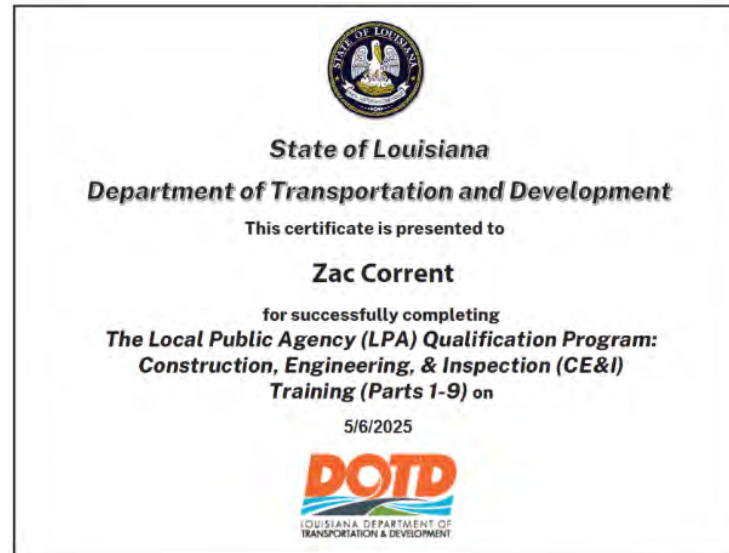 STATE OF LOUISIANA
State of Louisiana
Department of Transportation and Development
This certificate is presented to
Zac Corrent
for successfully completing
The Local Public Agency (LPA) Qualification Program:
Construction, Engineering, & Inspection (CE&I)
Training (Parts 1-9) on
5/6/2025
DOTD
LOUISIANA DEPARTMENT OF
TRANSPORTATION & DEVELOPMENT